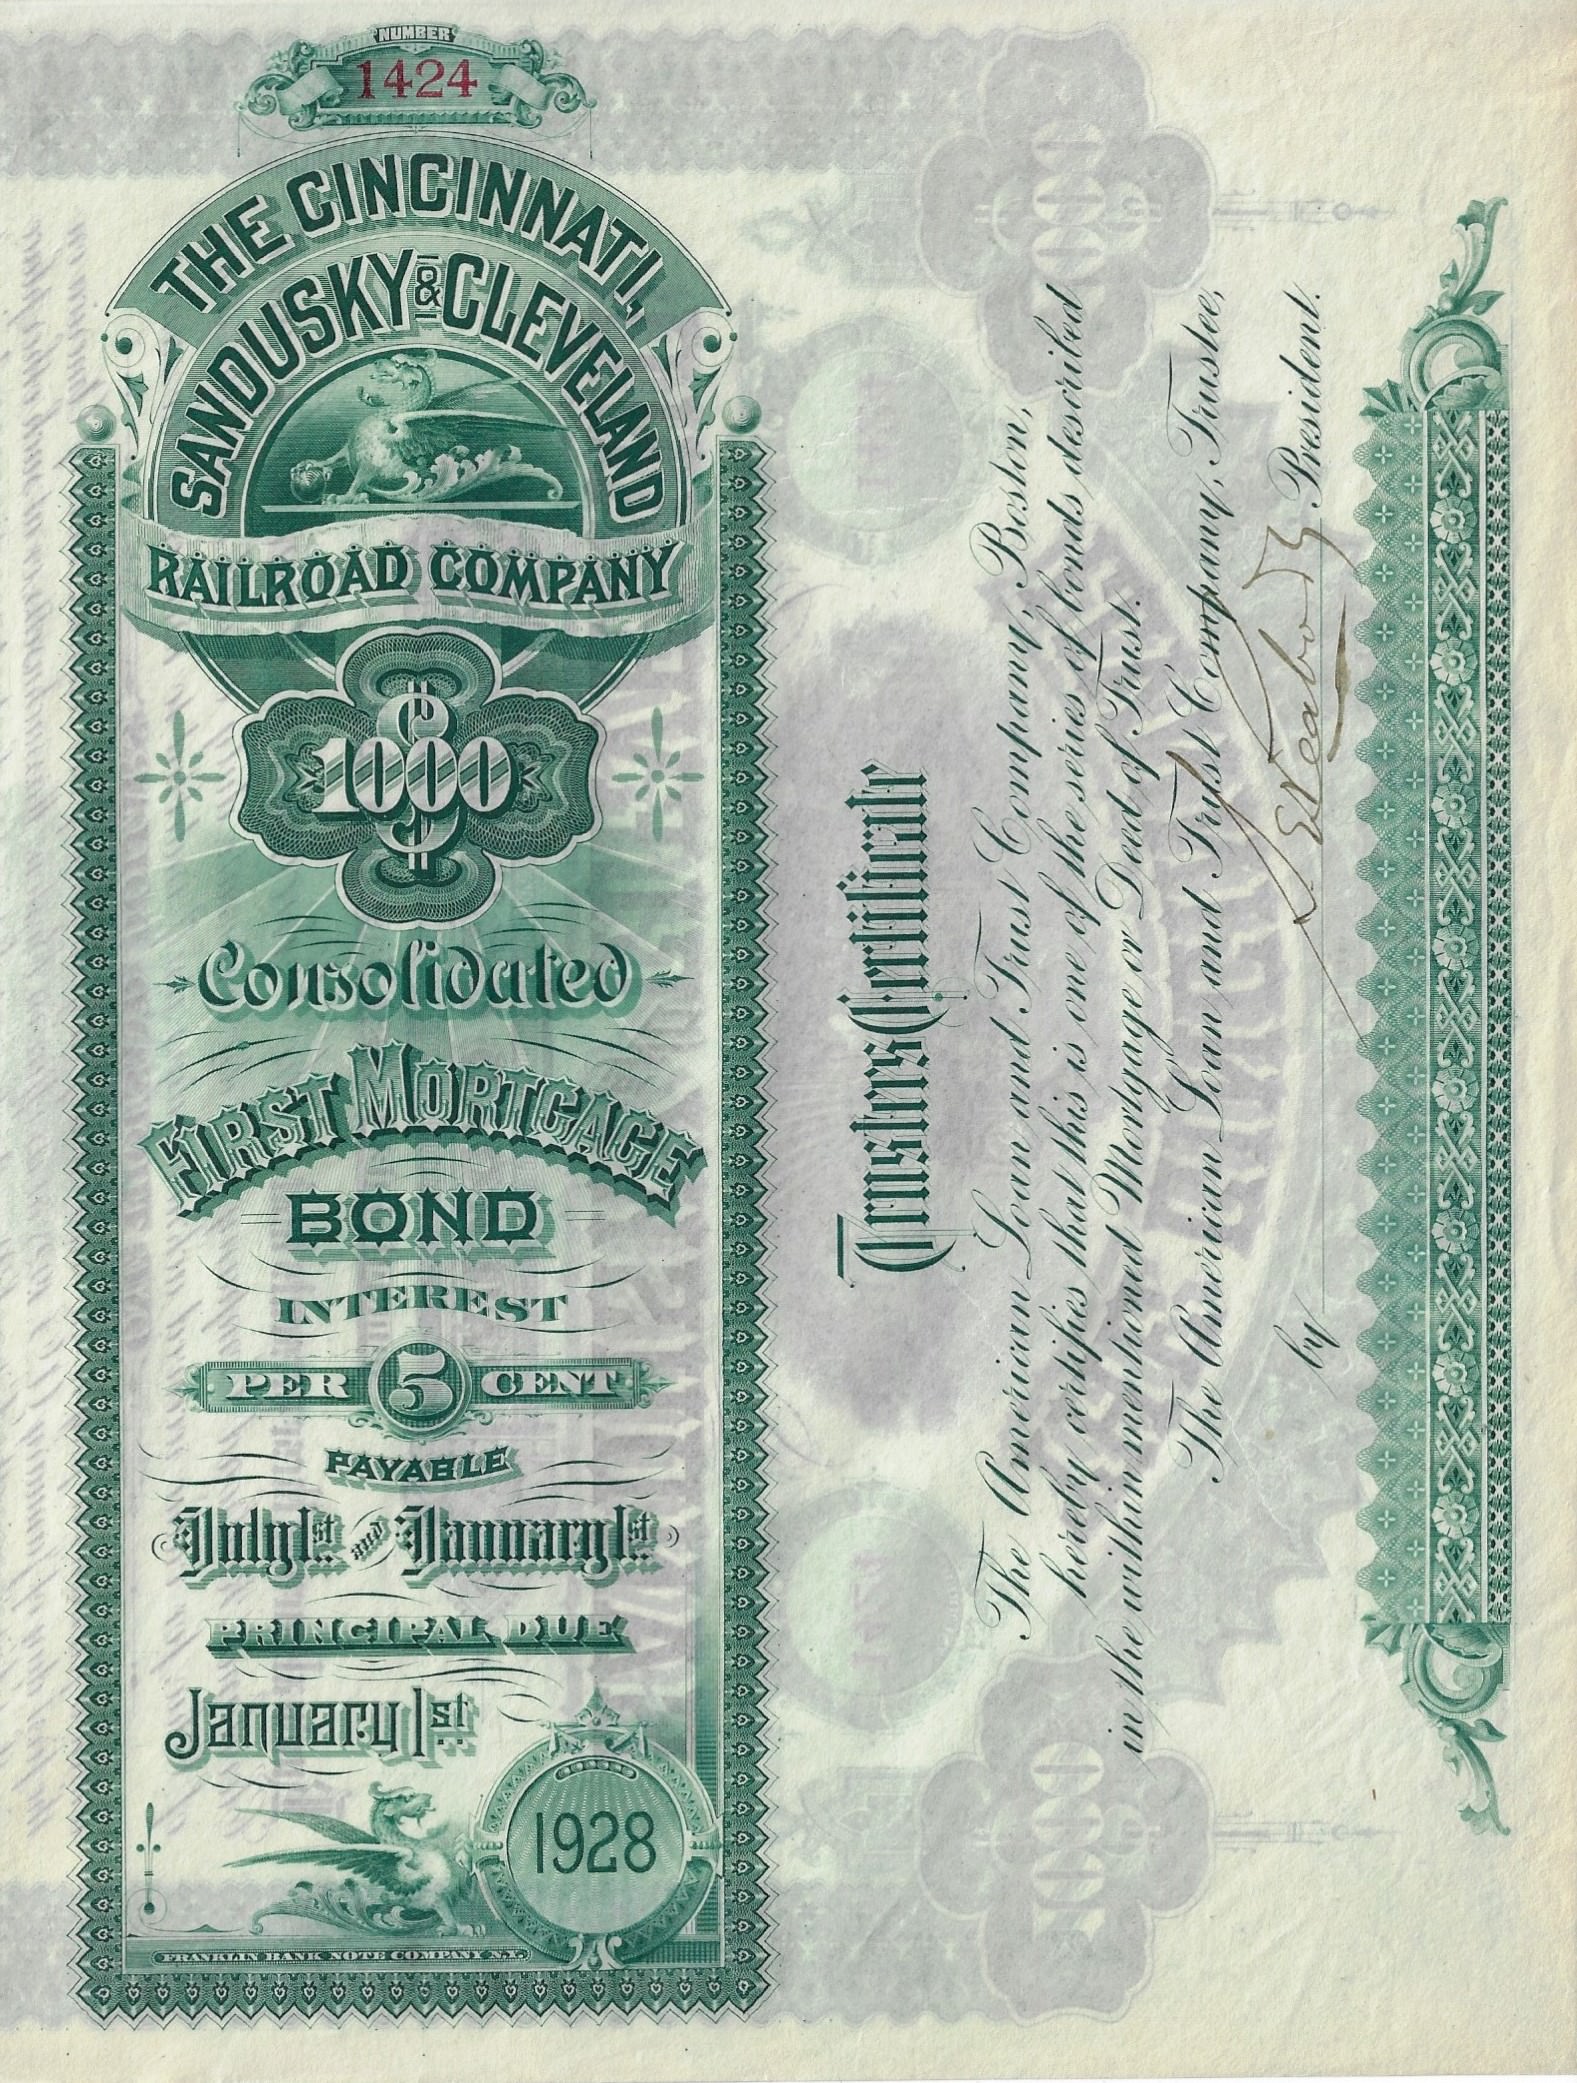 NUMBER
1424
THE CINCINNATI,
SANDUSKY & CLEVELAND
RAILROAD COMPANY
$1000
Consolidated
FIRST MORTGAGE
BOND
INTEREST
PER 5 CENT
PAYABLE
July 1st and January 1st
PRINCIPAL DUE
January 1st
1928
FRANKLIN BANK NOTE COMPANY N.Y.
Trustees Certificate
The American Loan and Trust Company, Boston,
hereby certifies that this is one of the series of bonds described
in the within mentioned Mortgage or Deed of Trust.
The American Loan and Trust Company, Trustee,
by S. E. Peabody President.